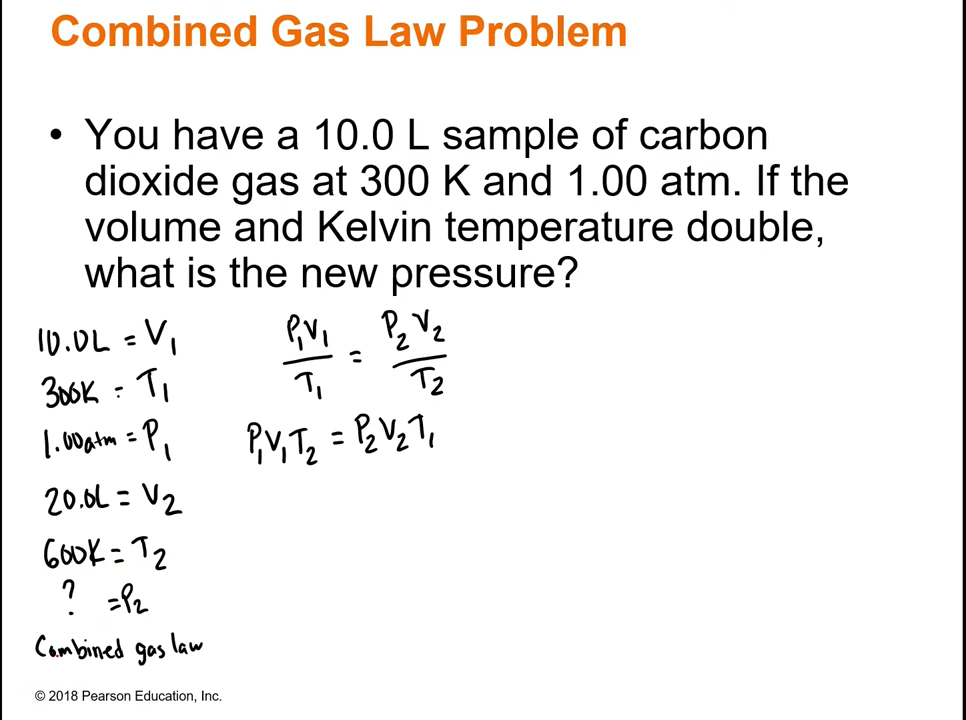 Combined Gas Law Problem
• You have a 10.0 L sample of carbon
dioxide gas at 300 K and 1.00 atm. If the
volume and Kelvin temperature double,
what is the new pressure?
10.0L = V₁
300K = T₁
1.00atm = P₁
20.0L = V₂
600K = T₂
? = P₂
Combined gas law
P₁V₁ / T₁ = P₂V₂ / T₂
P₁V₁T₂ = P₂V₂T₁
© 2018 Pearson Education, Inc.